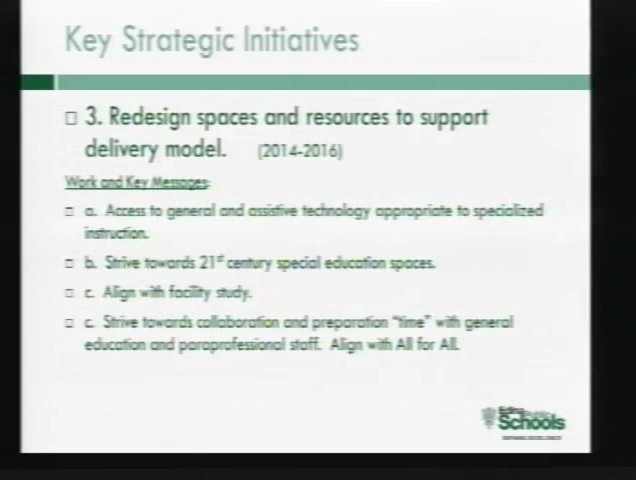 Key Strategic Initiatives
3. Redesign spaces and resources to support
delivery model. (2014-2016)
Work and Key Messages:
a. Access to general and assistive technology appropriate to specialized
instruction.
b. Strive towards 21st century special education spaces.
c. Align with facility study.
c. Strive towards collaboration and preparation "time" with general
education and paraprofessional staff. Align with All for All.
Public
Schools